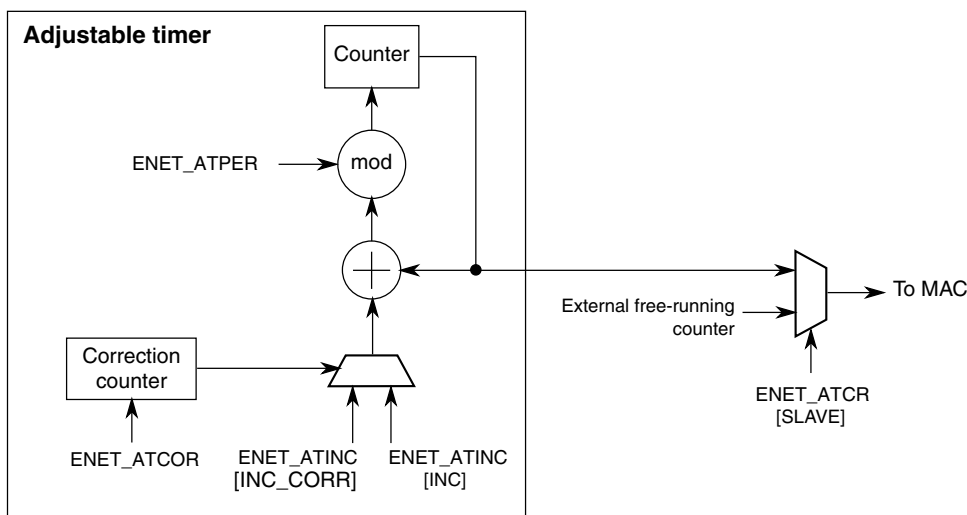 Adjustable timer
Counter
ENET_ATPER
mod
External free-running
counter
To MAC
Correction
counter
ENET_ATCR
[SLAVE]
ENET_ATCOR
ENET_ATINC
[INC_CORR]
ENET_ATINC
[INC]